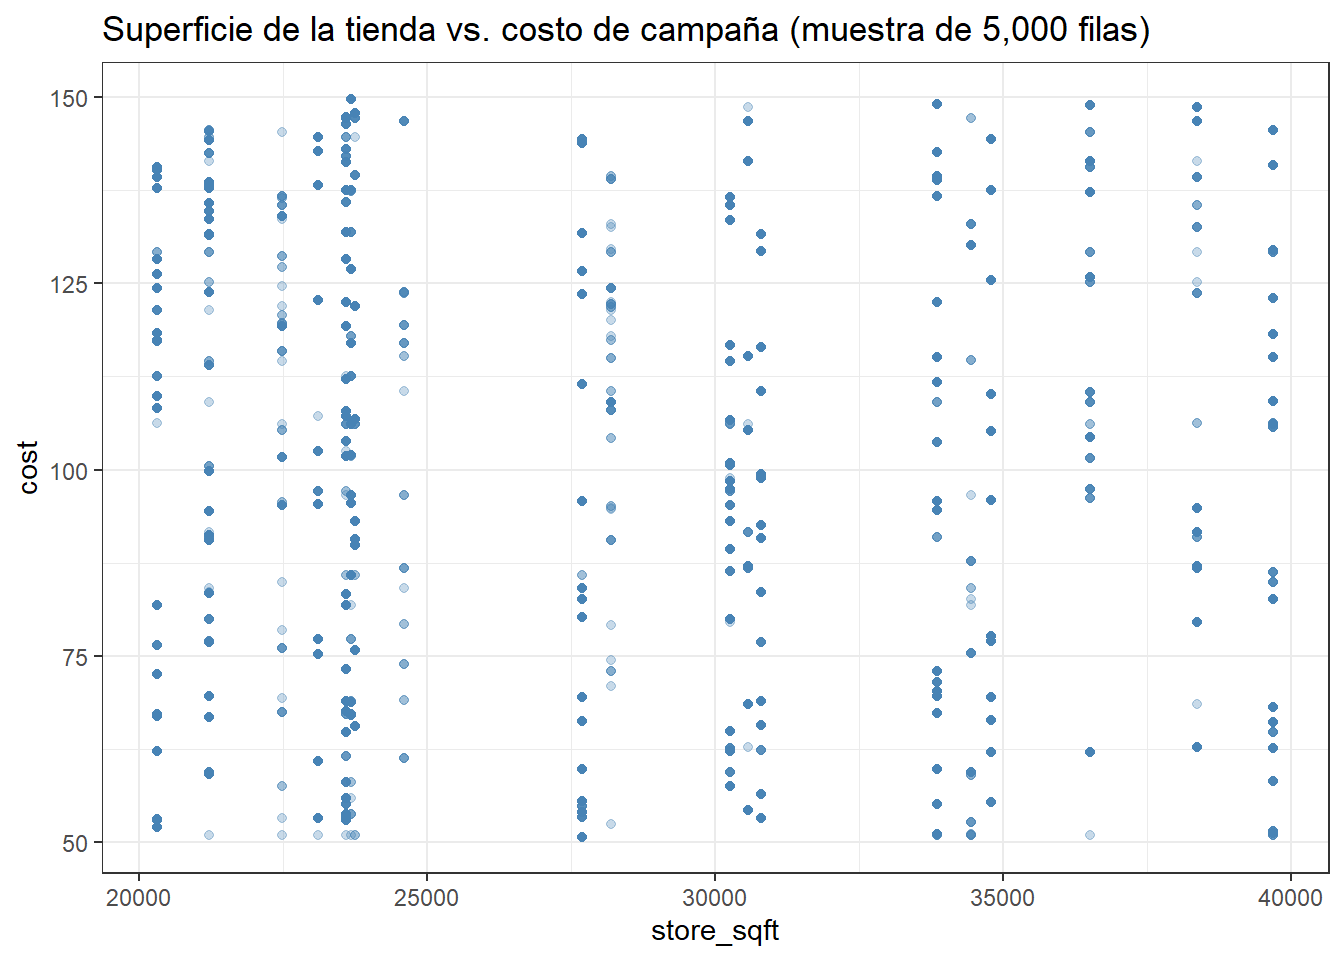 Superficie de la tienda vs. costo de campaña (muestra de 5,000 filas)
150
125
100
75
50
cost
20000 25000 30000 35000 40000
store_sqft